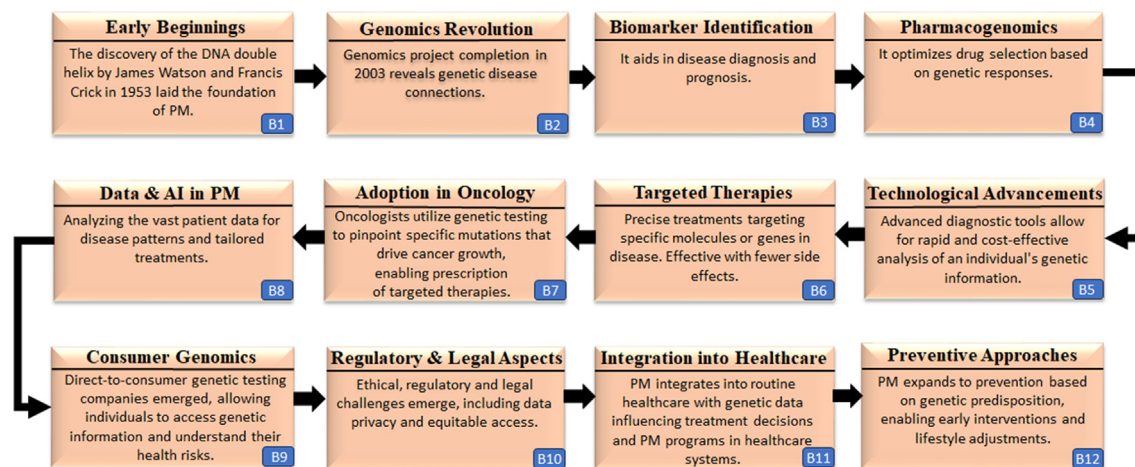 Early Beginnings
The discovery of the DNA double
helix by James Watson and Francis
Crick in 1953 laid the foundation
of PM.
B1
Genomics Revolution
Genomics project completion in
2003 reveals genetic disease
connections.
B2
Biomarker Identification
It aids in disease diagnosis and
prognosis.
B3
Pharmacogenomics
It optimizes drug selection based
on genetic responses.
B4
Technological Advancements
Advanced diagnostic tools allow
for rapid and cost-effective
analysis of an individual's genetic
information.
B5
Targeted Therapies
Precise treatments targeting
specific molecules or genes in
disease. Effective with fewer side
effects.
B6
Adoption in Oncology
Oncologists utilize genetic testing
to pinpoint specific mutations that
drive cancer growth,
enabling prescription
of targeted therapies.
B7
Data & AI in PM
Analyzing the vast patient data for
disease patterns and tailored
treatments.
B8
Consumer Genomics
Direct-to-consumer genetic testing
companies emerged, allowing
individuals to access genetic
information and understand their
health risks.
B9
Regulatory & Legal Aspects
Ethical, regulatory and legal
challenges emerge, including data
privacy and equitable access.
B10
Integration into Healthcare
PM integrates into routine
healthcare with genetic data
influencing treatment decisions
and PM programs in healthcare
systems.
B11
Preventive Approaches
PM expands to prevention based
on genetic predisposition,
enabling early interventions and
lifestyle adjustments.
B12